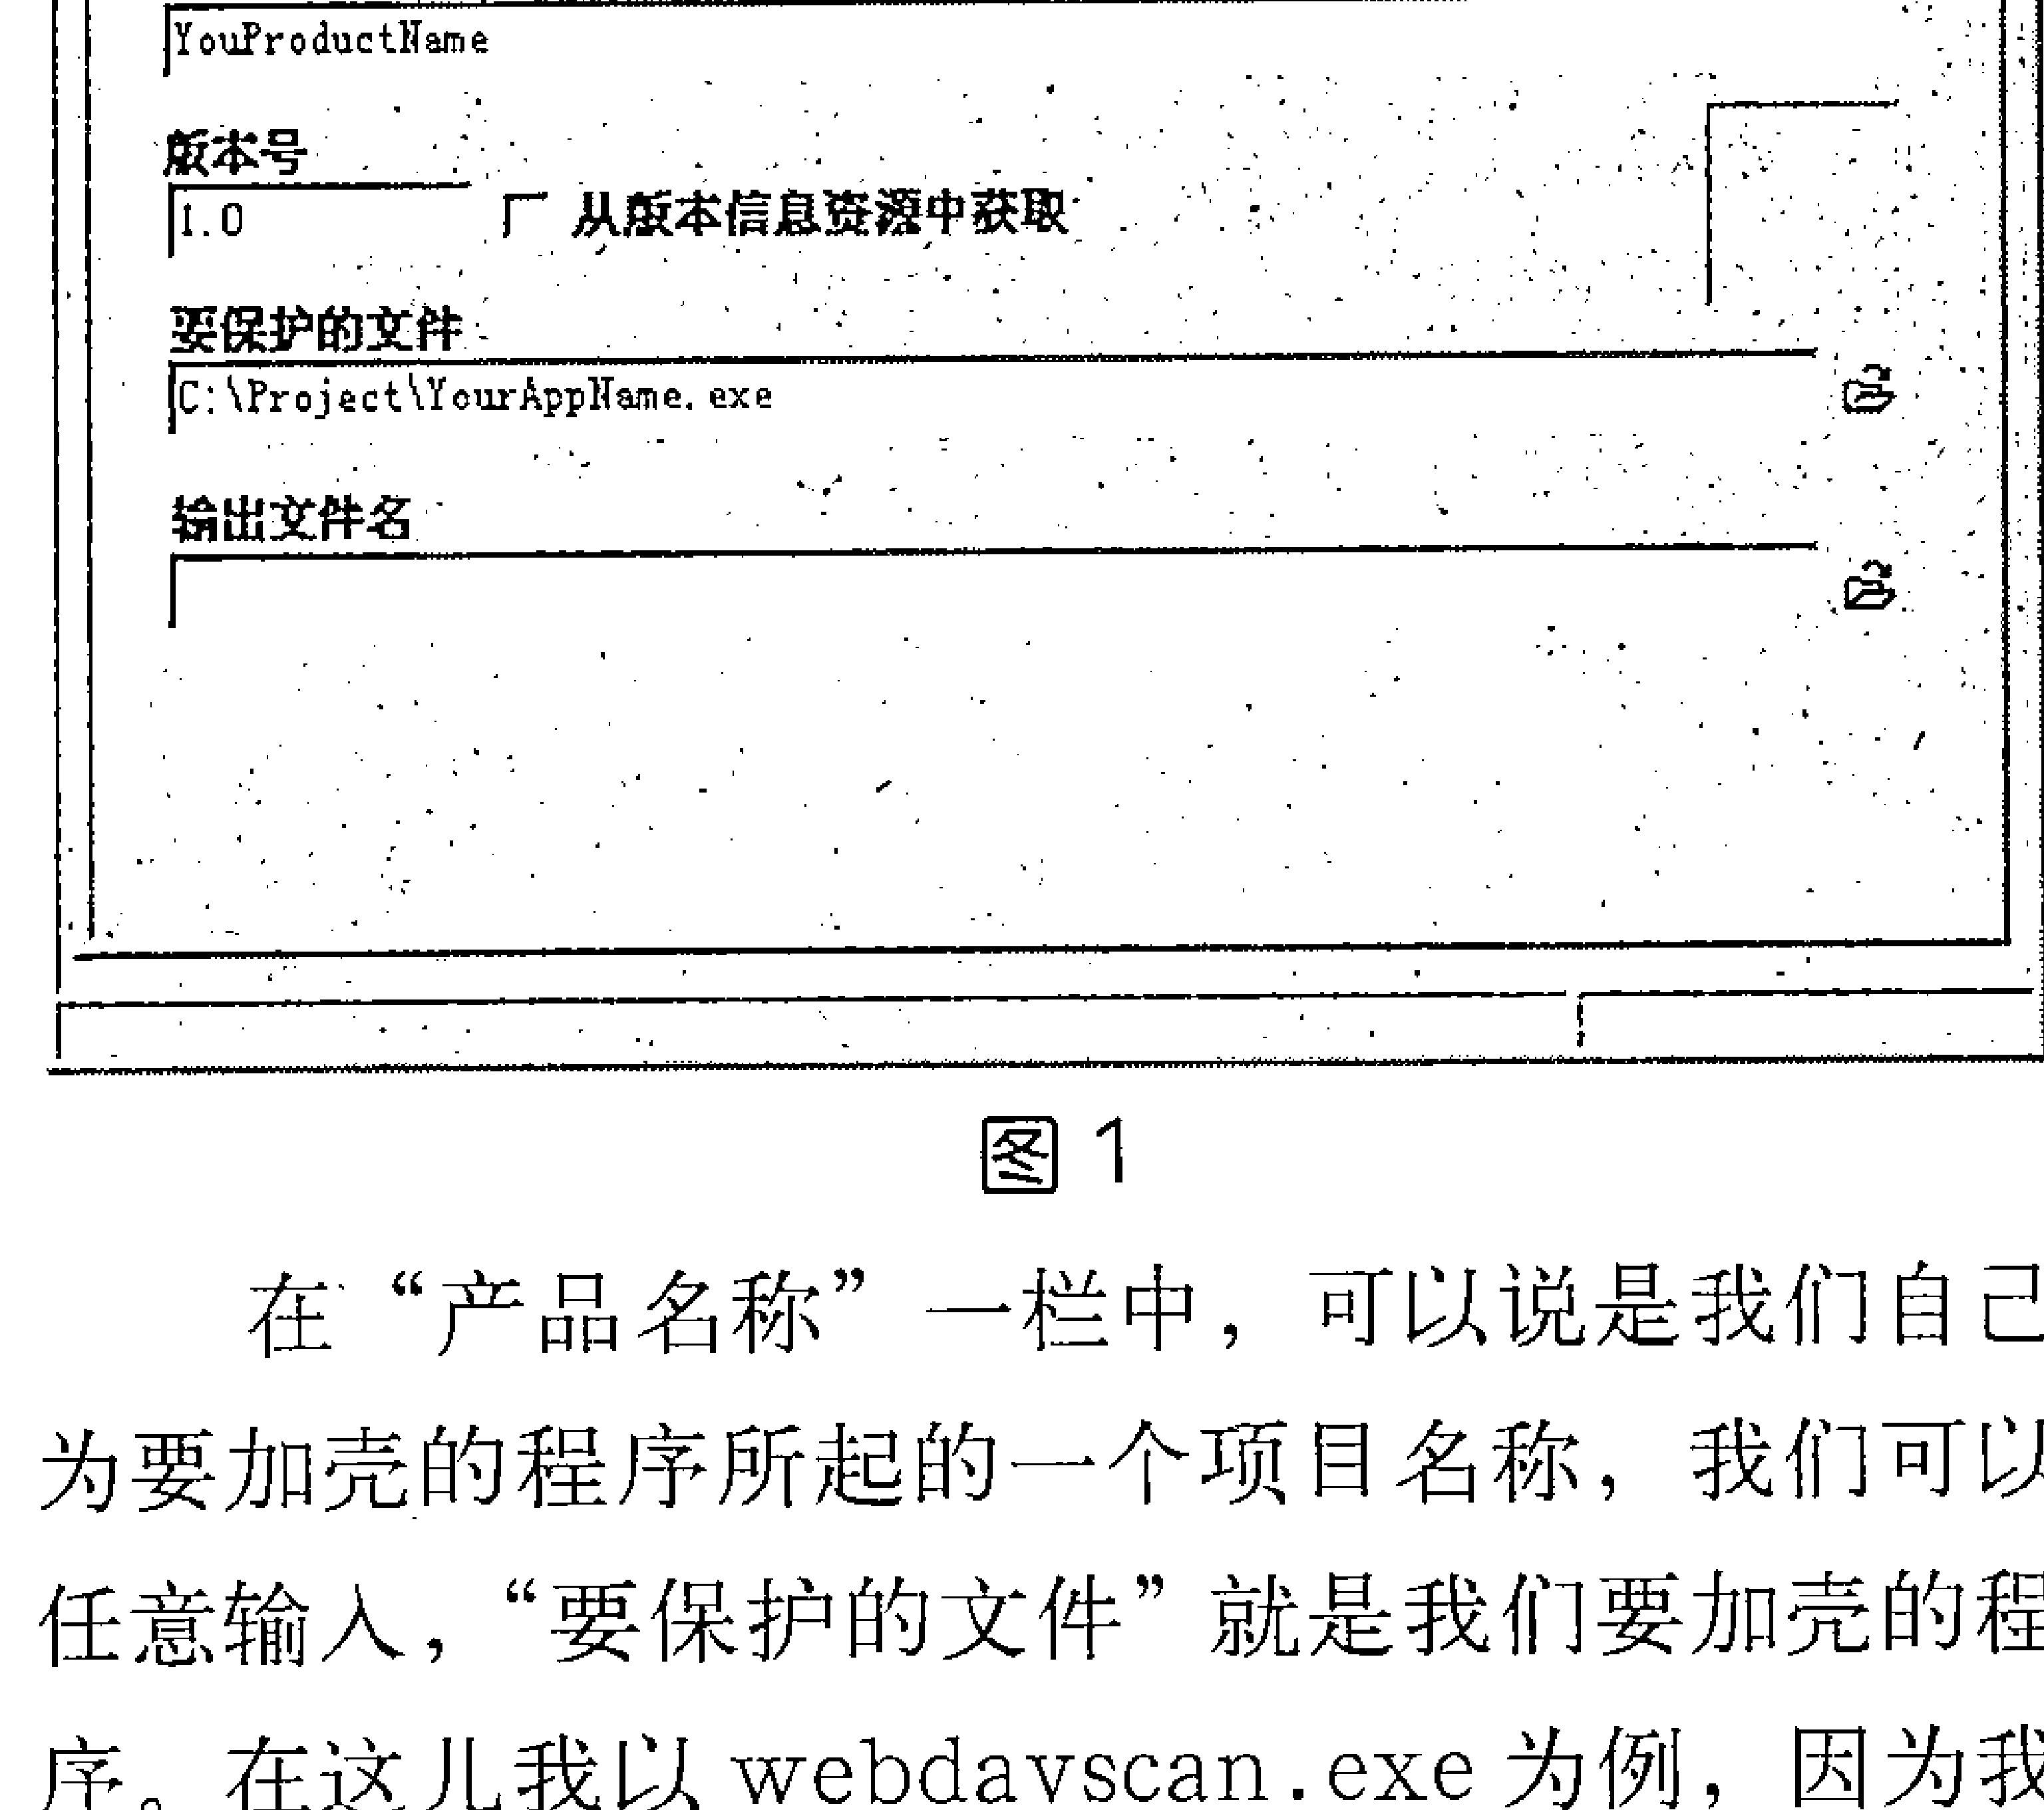 YouProductName
版本号
1.0 从版本信息资源中获取
要保护的文件
C:\Project\YourAppName.exe
输出文件名
图 1
在“产品名称”一栏中，可以说是我们自己
为要加壳的程序所起的一个项目名称，我们可以
任意输入，“要保护的文件”就是我们要加壳的程
序。在这儿我以 webdavscan.exe 为例，因为我